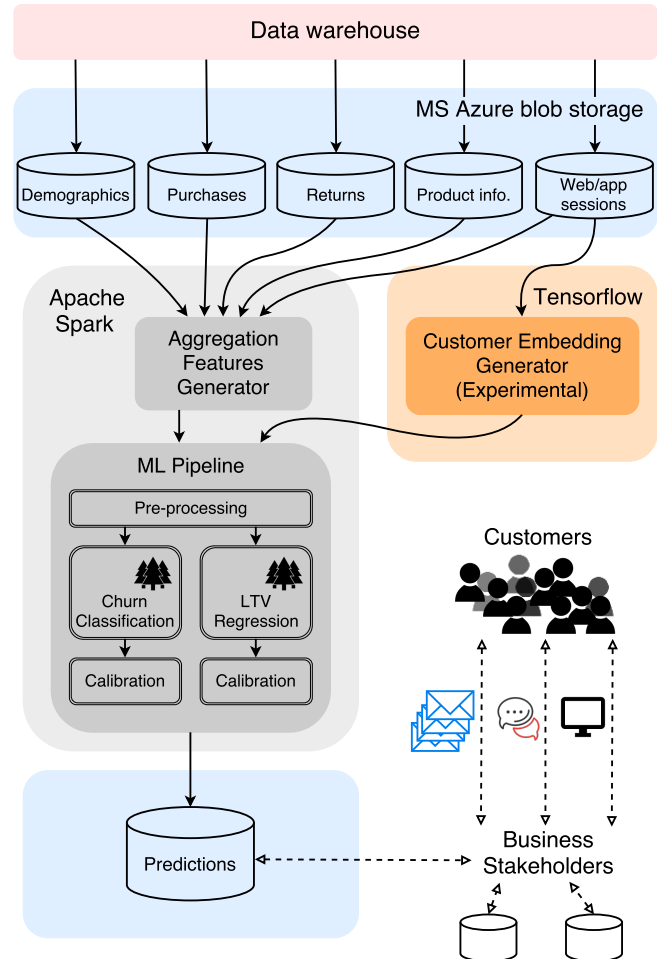 Data warehouse
MS Azure blob storage
Demographics
Purchases
Returns
Product info.
Web/app
sessions
Apache
Spark
Tensorflow
Aggregation
Features
Generator
Customer Embedding
Generator
(Experimental)
ML Pipeline
Pre-processing
Churn
Classification
LTV
Regression
Calibration
Calibration
Customers
Predictions
Business
Stakeholders